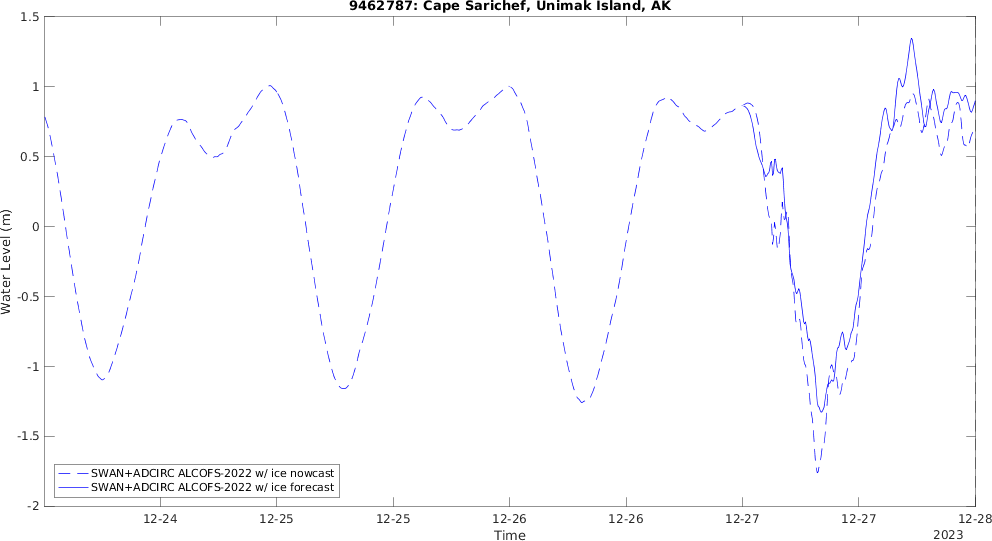 9462787: Cape Sarichef, Unimak Island, AK
1.5
1
0.5
0
-0.5
-1
-1.5
-2
Water Level (m)
SWAN+ADCIRC ALCOFS-2022 w/ ice nowcast
SWAN+ADCIRC ALCOFS-2022 w/ ice forecast
12-24 12-25 12-25 12-26 12-26 12-27 12-27 12-28
Time
2023